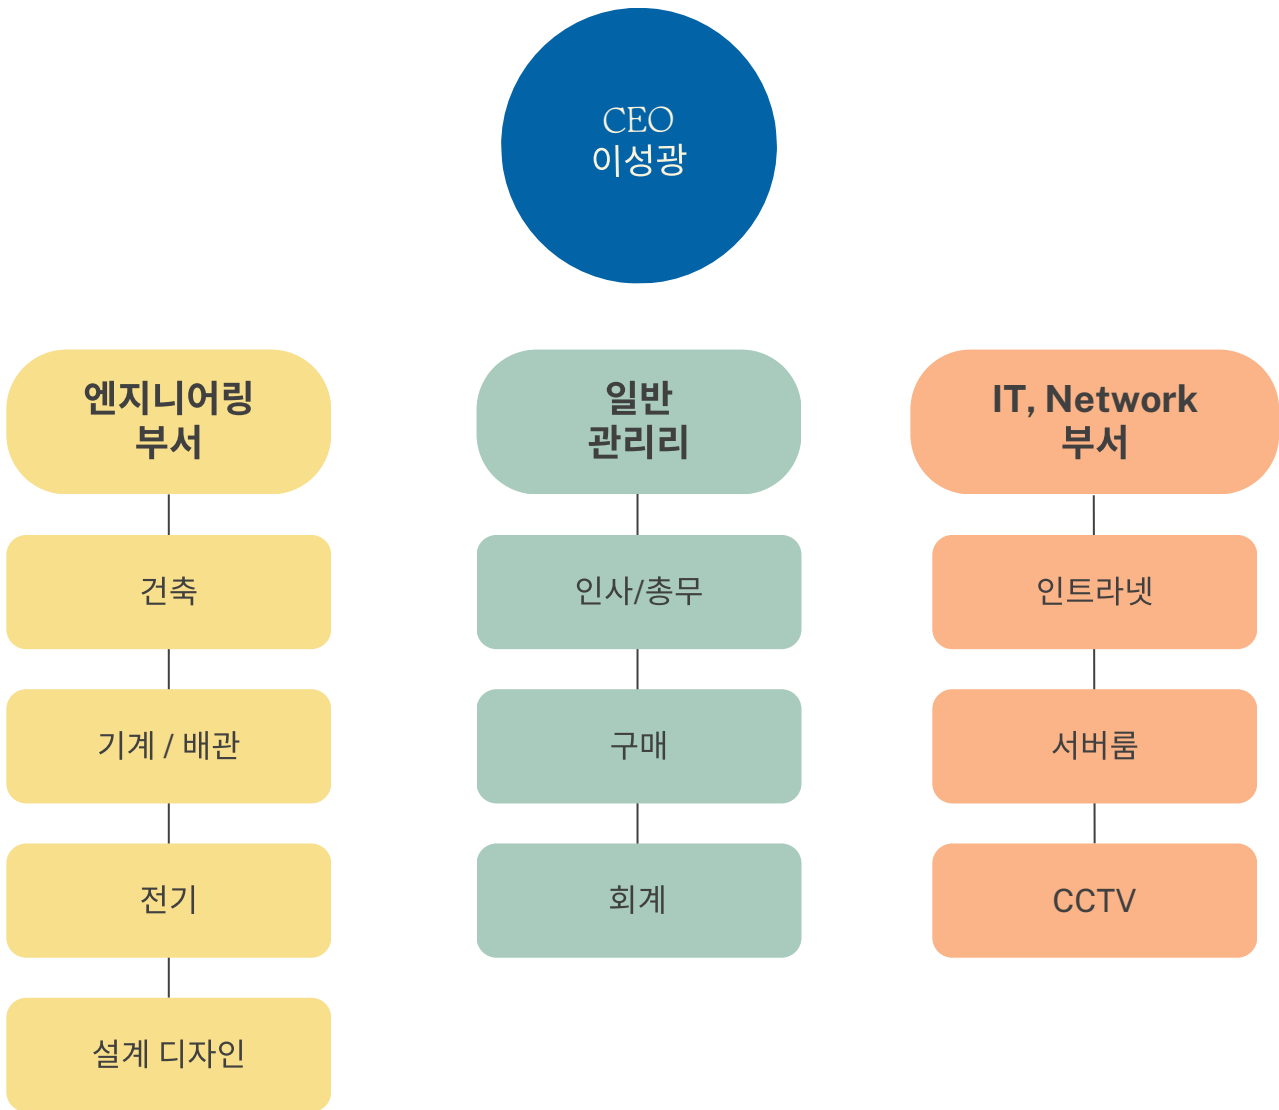 CEO
이성광
엔지니어링
부서
건축
기계 / 배관
전기
설계 디자인
일반
관리리
인사/총무
구매
회계
IT, Network
부서
인트라넷
서버룸
CCTV